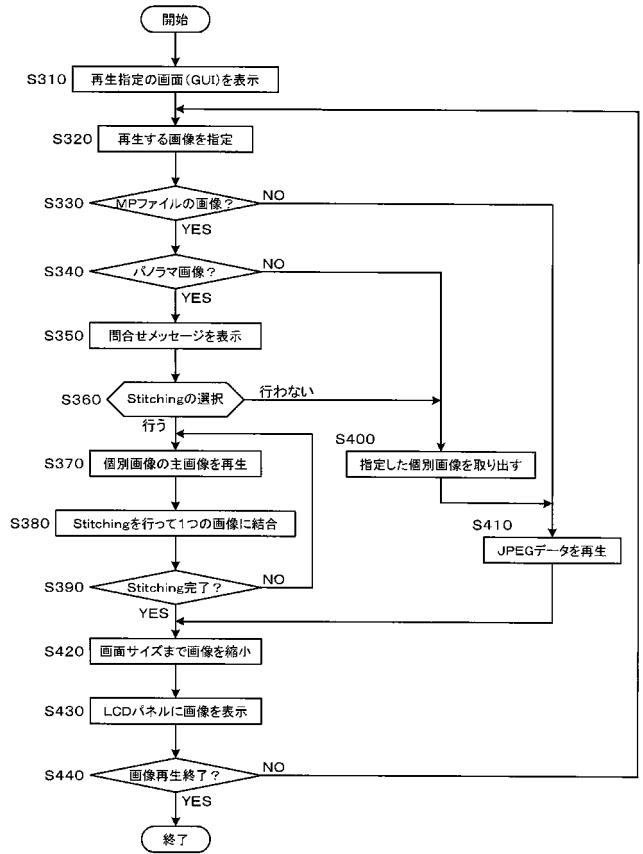 開始
S310
再生指定の画面(GUI)を表示
S320
再生する画像を指定
S330
MPファイルの画像?
NO
YES
S340
パノラマ画像?
NO
YES
S350
問合せメッセージを表示
S360
Stitchingの選択
行わない
行う
S400
指定した個別画像を取り出す
S370
個別画像の主画像を再生
S380
Stitchingを行って1つの画像に結合
S410
JPEGデータを再生
S390
Stitching完了?
NO
YES
S420
画面サイズまで画像を縮小
S430
LCDパネルに画像を表示
S440
画像再生終了?
NO
YES
終了